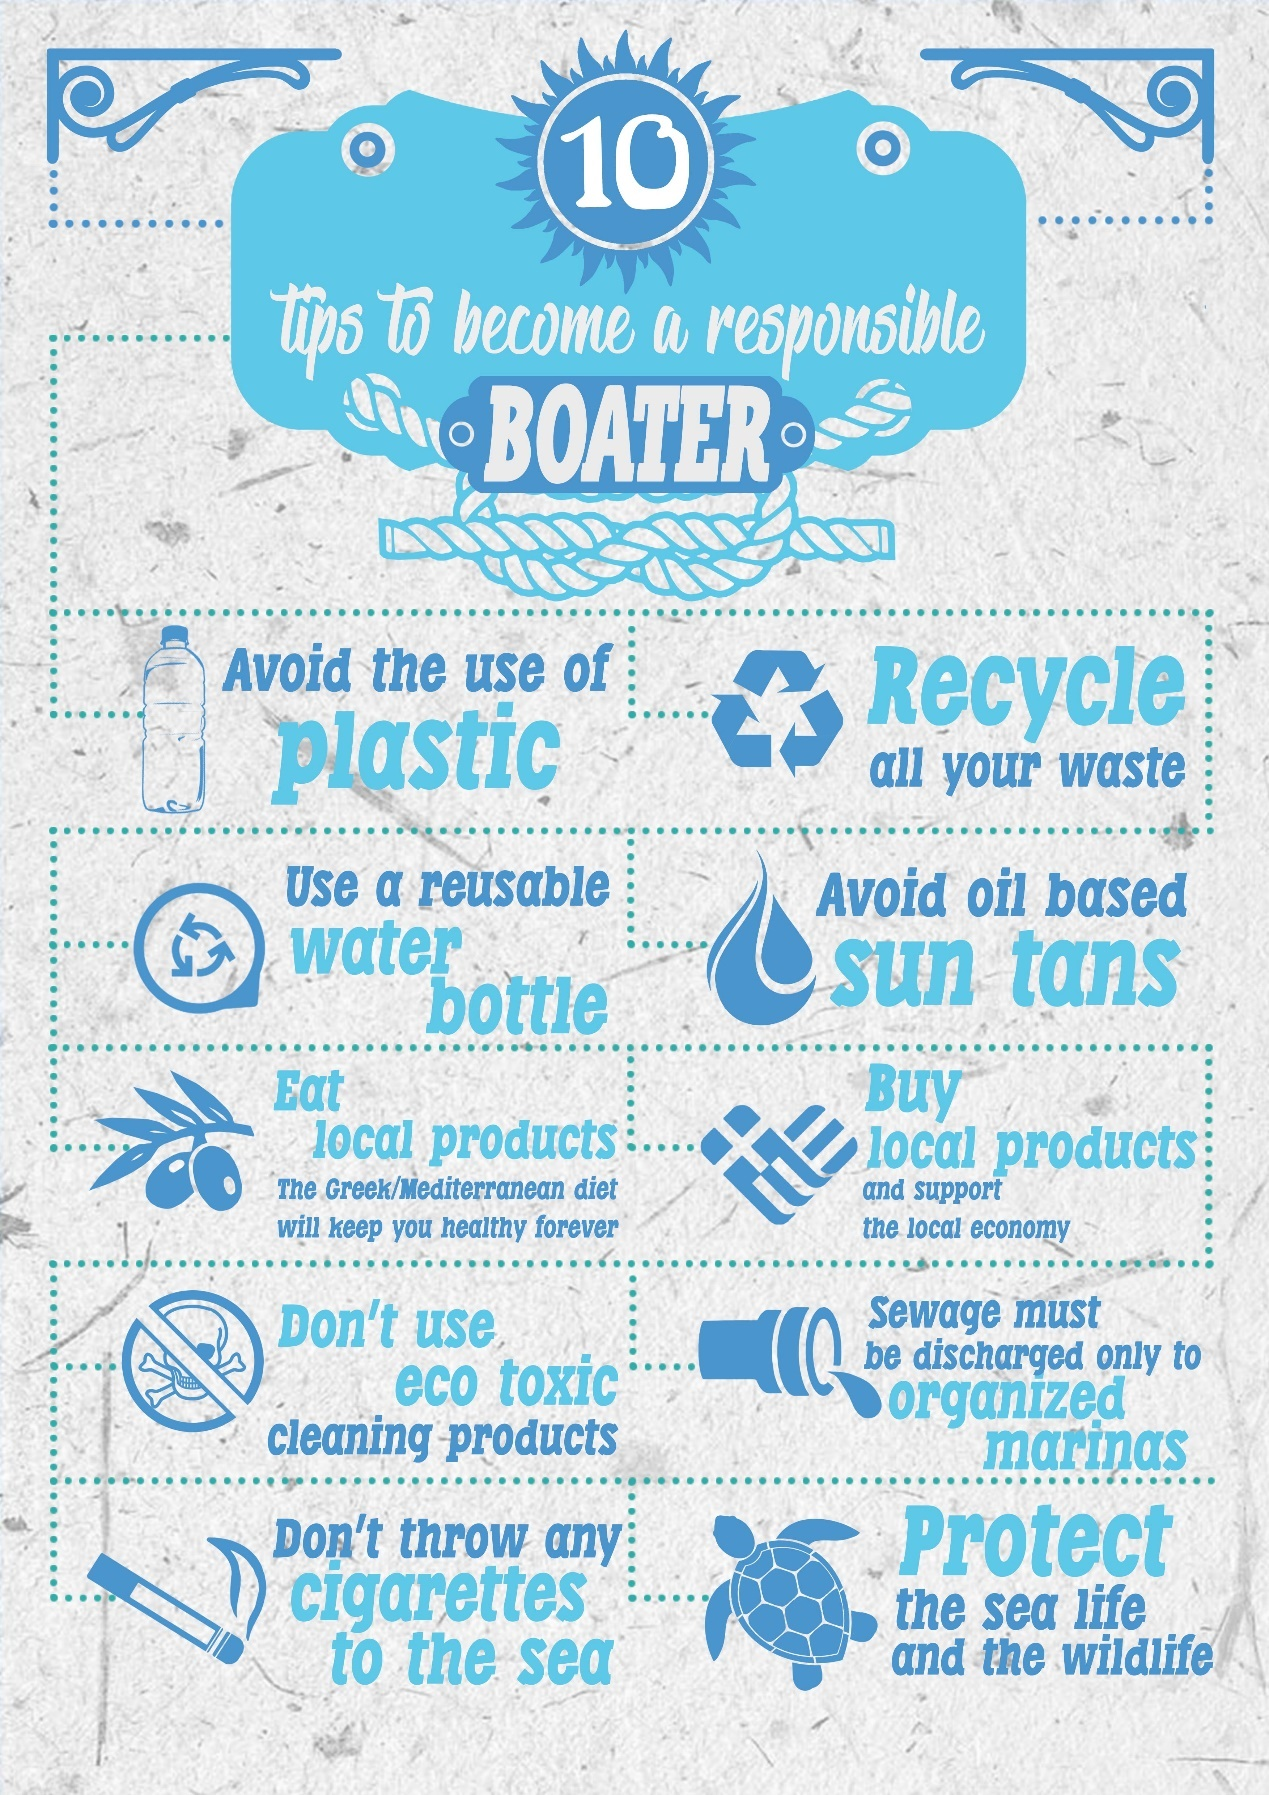 10
tips to become a responsible
BOATER
Avoid the use of
plastic
Recycle
all your waste
Use a reusable
water
bottle
Avoid oil based
sun tans
Eat
local products
The Greek/Mediterranean diet
will keep you healthy forever
Buy
local products
and support
the local economy
Don't use
eco toxic
cleaning products
Sewage must
be discharged only to
organized
marinas
Don't throw any
cigarettes
to the sea
Protect
the sea life
and the wildlife